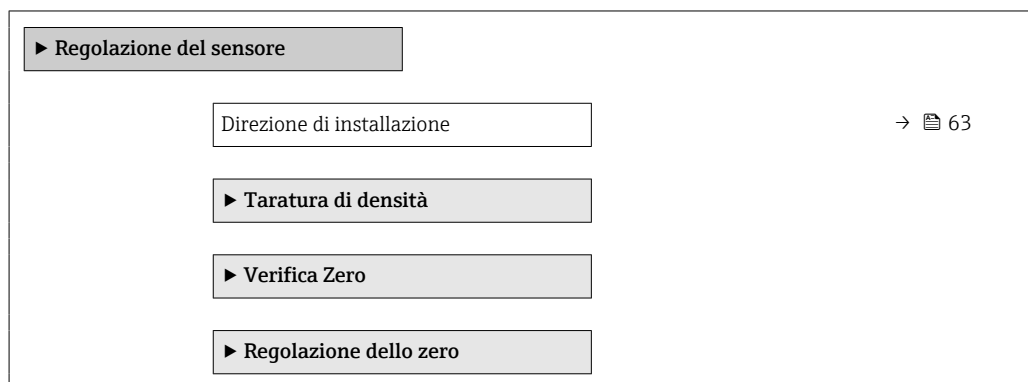 ▶ Regolazione del sensore
Direzione di installazione → 63
▶ Taratura di densità
▶ Verifica Zero
▶ Regolazione dello zero